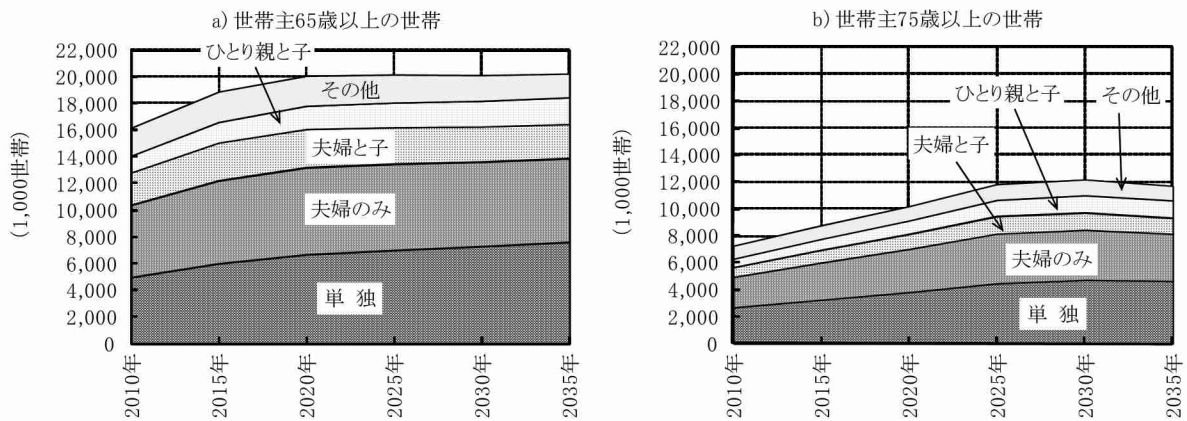 a) 世帯主65歳以上の世帯
(1,000世帯)
22,000
20,000
18,000
16,000
14,000
12,000
10,000
8,000
6,000
4,000
2,000
0
ひとり親と子
その他
夫婦と子
夫婦のみ
単 独
2010年
2015年
2020年
2025年
2030年
2035年
b) 世帯主75歳以上の世帯
(1,000世帯)
22,000
20,000
18,000
16,000
14,000
12,000
10,000
8,000
6,000
4,000
2,000
0
ひとり親と子
その他
夫婦と子
夫婦のみ
単 独
2010年
2015年
2020年
2025年
2030年
2035年